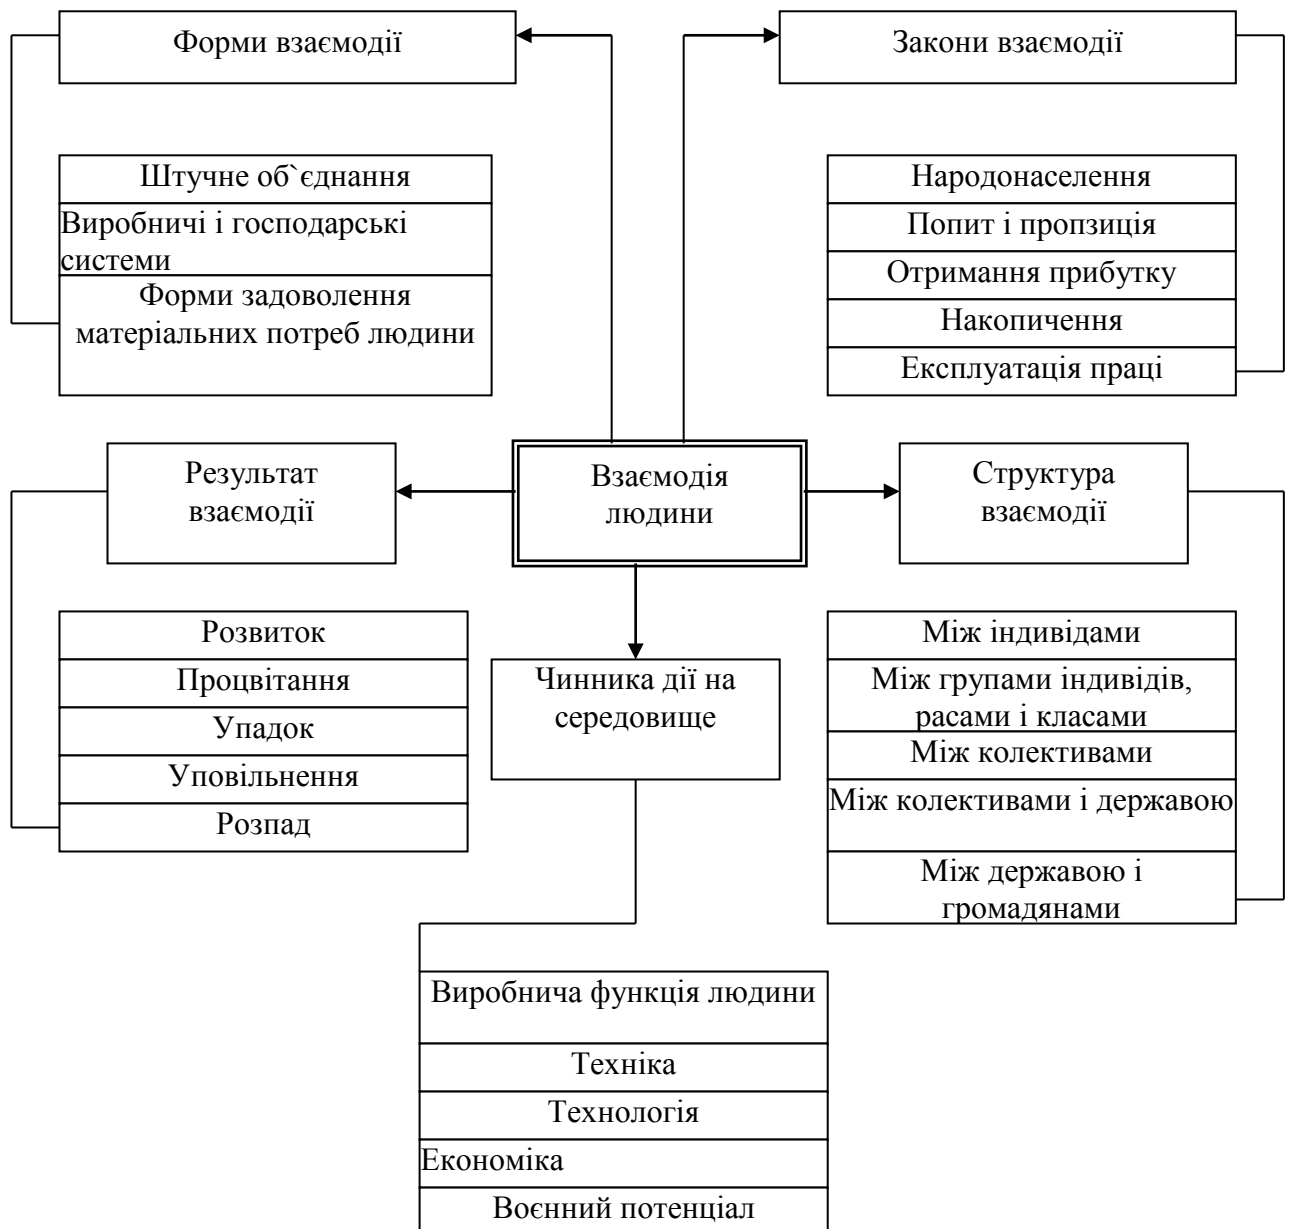 Форми взаємодії
Закони взаємодії
Штучне об`єднання
Виробничі і господарські
системи
Форми задоволення
матеріальних потреб людини
Народонаселення
Попит і пропзиція
Отримання прибутку
Накопичення
Експлуатація праці
Результат
взаємодії
Взаємодія
людини
Структура
взаємодії
Розвиток
Процвітання
Упадок
Уповільнення
Розпад
Чинника дії на
середовище
Між індивідами
Між групами індивідів,
расами і класами
Між колективами
Між колективами і державою
Між державою і
громадянами
Виробнича функція людини
Техніка
Технологія
Економіка
Воєнний потенціал